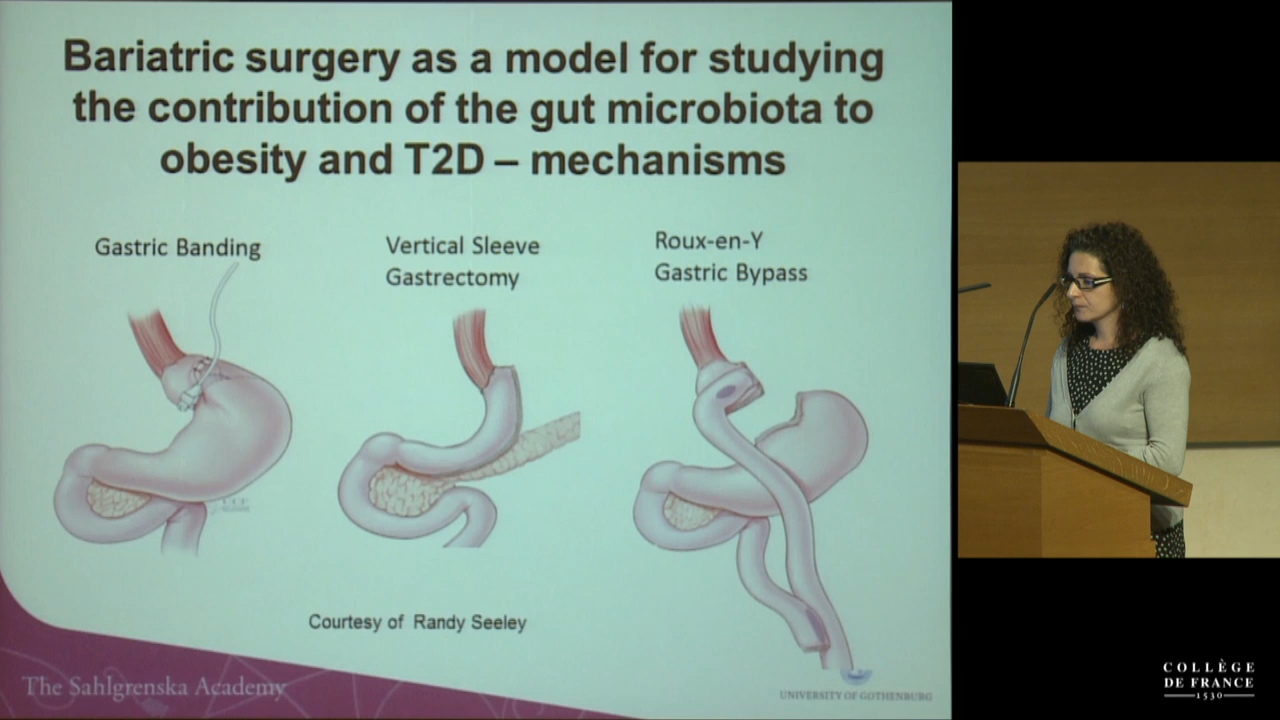 Bariatric surgery as a model for studying
the contribution of the gut microbiota to
obesity and T2D – mechanisms
Gastric Banding
Vertical Sleeve
Gastrectomy
Roux-en-Y
Gastric Bypass
Courtesy of Randy Seeley
The Sahlgrenska Academy
UNIVERSITY OF GOTHENBURG
COLLÈGE
DE FRANCE
1530